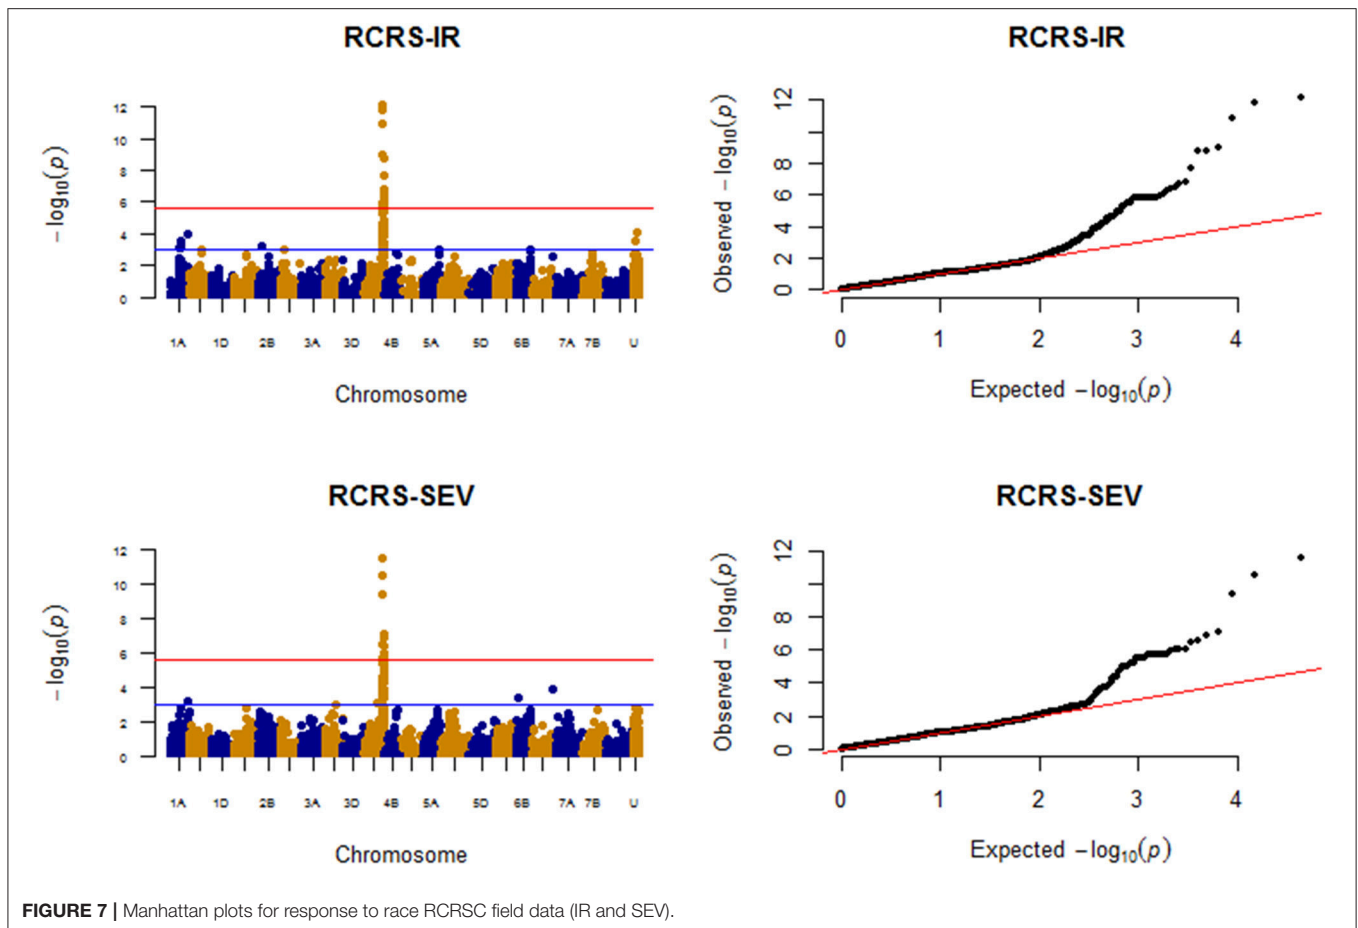 RCRS-IR
12
10
8
6
4
2
0
− log10(p)
1A 1D 2B 3A 3D 4B 5A 5D 6B 7A 7B U
Chromosome
RCRS-IR
12
8
6
4
2
0
Observed −log10(p)
0 1 2 3 4
Expected −log10(p)
RCRS-SEV
12
10
8
6
4
2
0
− log10(p)
1A 1D 2B 3A 3D 4B 5A 5D 6B 7A 7B U
Chromosome
RCRS-SEV
12
8
6
4
2
0
Observed −log10(p)
0 1 2 3 4
Expected −log10(p)
FIGURE 7 | Manhattan plots for response to race RCRSC field data (IR and SEV).